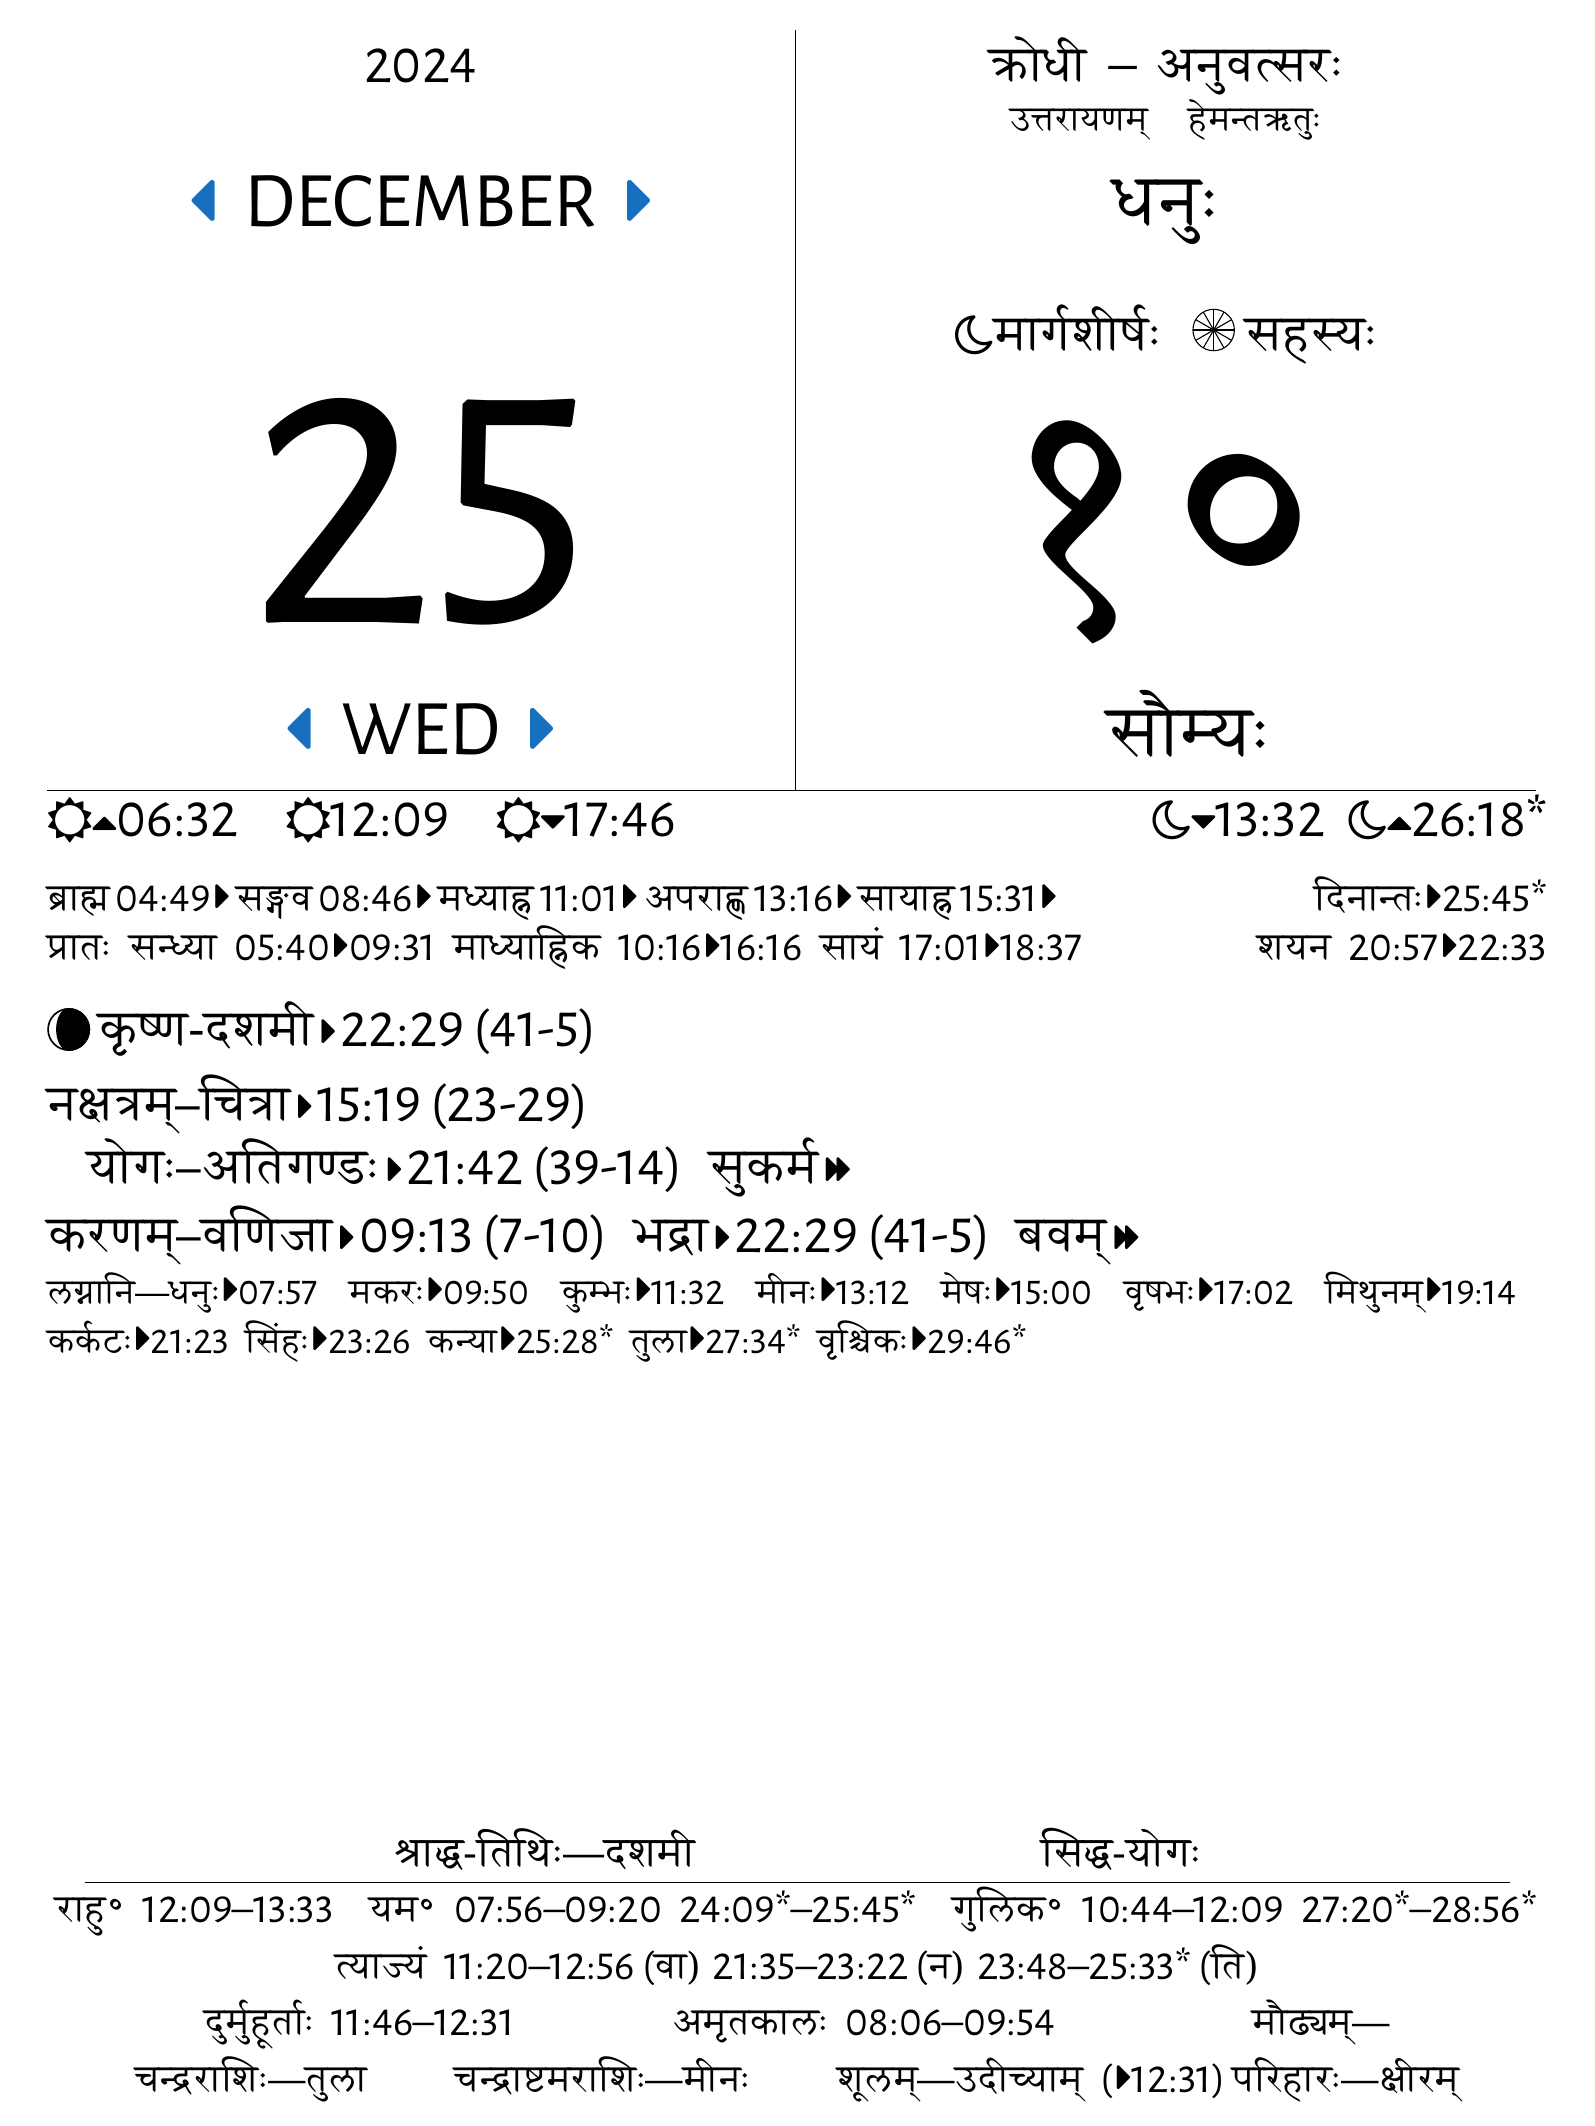 2024
DECEMBER
25
WED
क्रोधी – अनुवत्सरः
उत्तरायणम् हेमन्तऋतुः
धनुः
मार्गशीर्षः सहस्यः
१०
सौम्यः
06:32 12:09 17:46 13:32 26:18*
ब्राह्म 04:49 सङ्गव 08:46 मध्याह्न 11:01 अपराह्ण 13:16 सायाह्न 15:31 दिनान्तः 25:45*
प्रातः सन्ध्या 05:40 09:31 माध्याह्निक 10:16 16:16 सायं 17:01 18:37 शयन 20:57 22:33
कृष्ण-दशमी 22:29 (41-5)
नक्षत्रम्–चित्रा 15:19 (23-29)
योगः–अतिगण्डः 21:42 (39-14) सुकर्म
करणम्–वणिजा 09:13 (7-10) भद्रा 22:29 (41-5) बवम्
लग्नानि—धनुः 07:57 मकरः 09:50 कुम्भः 11:32 मीनः 13:12 मेषः 15:00 वृषभः 17:02 मिथुनम् 19:14
कर्कटः 21:23 सिंहः 23:26 कन्या 25:28* तुला 27:34* वृश्चिकः 29:46*
श्राद्ध-तिथिः—दशमी सिद्ध-योगः
राहु॰ 12:09–13:33 यम॰ 07:56–09:20 24:09*–25:45* गुलिक॰ 10:44–12:09 27:20*–28:56*
त्याज्यं 11:20–12:56 (वा) 21:35–23:22 (न) 23:48–25:33* (ति)
दुर्मुहूर्ताः 11:46–12:31 अमृतकालः 08:06–09:54 मौढ्यम्—
चन्द्रराशिः—तुला चन्द्राष्टमराशिः—मीनः शूलम्—उदीच्याम् (12:31) परिहारः—क्षीरम्